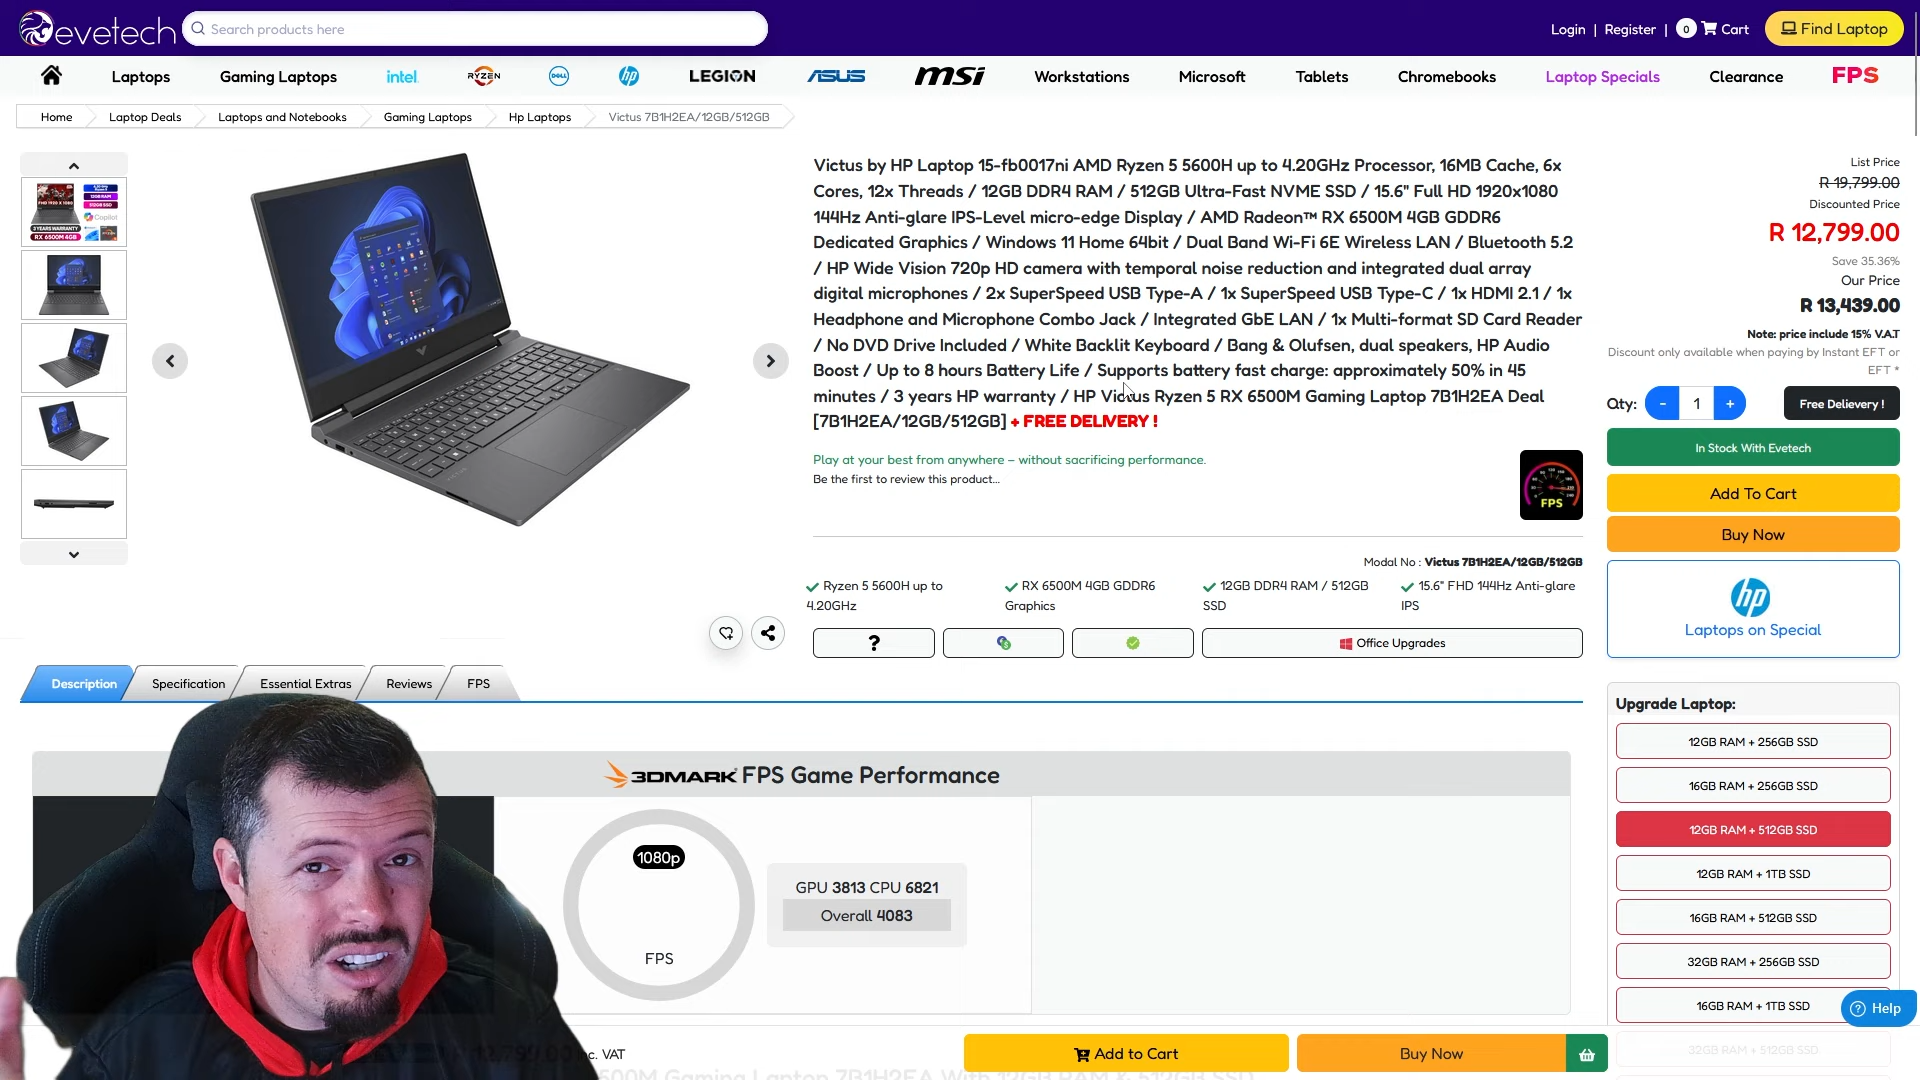 evetech
Search products here
Login | Register | 0 Cart
Find Laptop
Laptops
Gaming Laptops
intel
RYZEN
DELL
hp
LEGION
ASUS
msi
Workstations
Microsoft
Tablets
Chromebooks
Laptop Specials
Clearance
FPS
Home
Laptop Deals
Laptops and Notebooks
Gaming Laptops
Hp Laptops
Victus 7B1H2EA/12GB/512GB
Victus by HP Laptop 15-fb0017ni AMD Ryzen 5 5600H up to 4.20GHz Processor, 16MB Cache, 6x
Cores, 12x Threads / 12GB DDR4 RAM / 512GB Ultra-Fast NVME SSD / 15.6" Full HD 1920x1080
144Hz Anti-glare IPS-Level micro-edge Display / AMD Radeon™ RX 6500M 4GB GDDR6
Dedicated Graphics / Windows 11 Home 64bit / Dual Band Wi-Fi 6E Wireless LAN / Bluetooth 5.2
/ HP Wide Vision 720p HD camera with temporal noise reduction and integrated dual array
digital microphones / 2x SuperSpeed USB Type-A / 1x SuperSpeed USB Type-C / 1x HDMI 2.1 / 1x
Headphone and Microphone Combo Jack / Integrated GbE LAN / 1x Multi-format SD Card Reader
/ No DVD Drive Included / White Backlit Keyboard / Bang & Olufsen, dual speakers, HP Audio
Boost / Up to 8 hours Battery Life / Supports battery fast charge: approximately 50% in 45
minutes / 3 years HP warranty / HP Victus Ryzen 5 RX 6500M Gaming Laptop 7B1H2EA Deal
[7B1H2EA/12GB/512GB] + FREE DELIVERY !
Play at your best from anywhere – without sacrificing performance.
Be the first to review this product...
FPS
Modal No : Victus 7B1H2EA/12GB/512GB
Ryzen 5 5600H up to
4.20GHz
RX 6500M 4GB GDDR6
Graphics
12GB DDR4 RAM / 512GB
SSD
15.6" FHD 144Hz Anti-glare
IPS
?
Office Upgrades
List Price
R 19,799.00
Discounted Price
R 12,799.00
Save 35.36%
Our Price
R 13,439.00
Note: price include 15% V.A.T
Discount only available when paying by Instant EFT or
EFT *
Qty:
-
1
+
Free Delievery !
In Stock With Evetech
Add To Cart
Buy Now
hp
Laptops on Special
Upgrade Laptop:
12GB RAM + 256GB SSD
16GB RAM + 256GB SSD
12GB RAM + 512GB SSD
12GB RAM + 1TB SSD
16GB RAM + 512GB SSD
32GB RAM + 256GB SSD
16GB RAM + 1TB SSD
32GB RAM + 512GB SSD
Help
Description
Specification
Essential Extras
Reviews
FPS
3DMARK FPS Game Performance
1080p
FPS
GPU 3813 CPU 6821
Overall 4083
inc. VAT
Add to Cart
Buy Now
Gaming Laptop 7B1H2EA With 12GB RAM & 512GB SSD